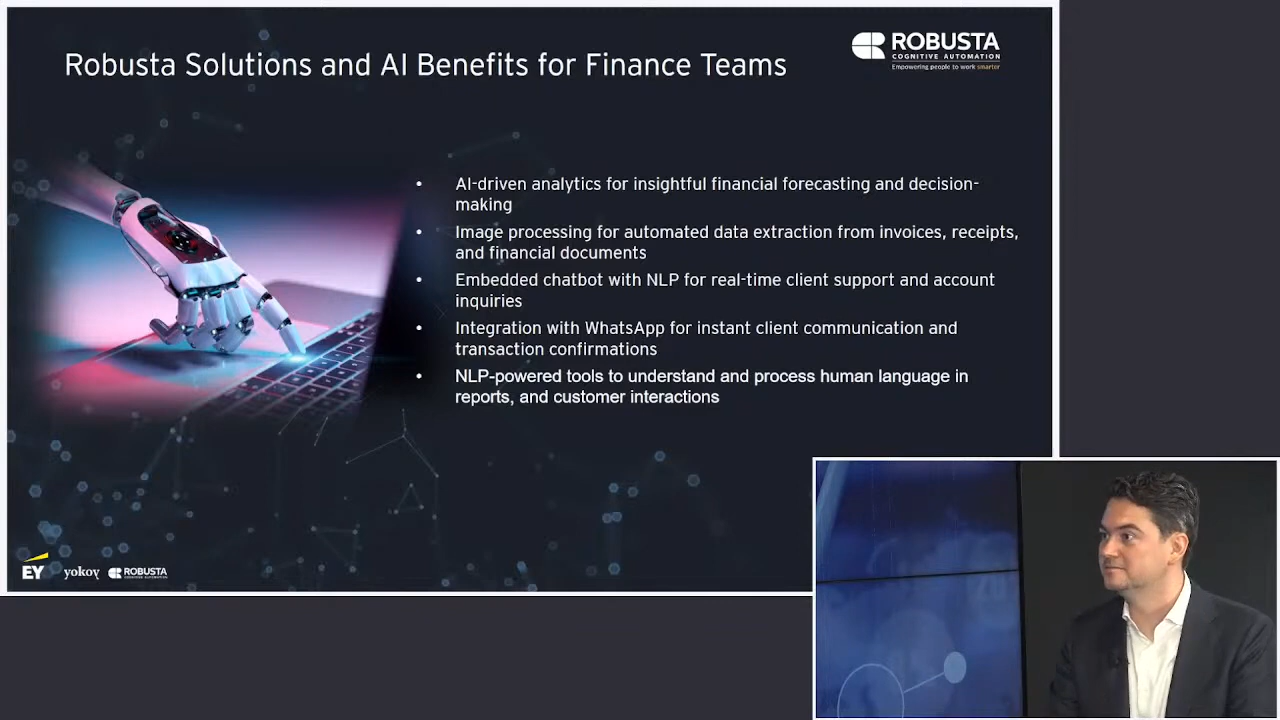 Robusta Solutions and AI Benefits for Finance Teams
ROBUSTA
COGNITIVE AUTOMATION
Empowering people to work smarter
• AI-driven analytics for insightful financial forecasting and decision-
making
• Image processing for automated data extraction from invoices, receipts,
and financial documents
• Embedded chatbot with NLP for real-time client support and account
inquiries
• Integration with WhatsApp for instant client communication and
transaction confirmations
• NLP-powered tools to understand and process human language in
reports, and customer interactions
EY
yokoy
ROBUSTA
COGNITIVE AUTOMATION